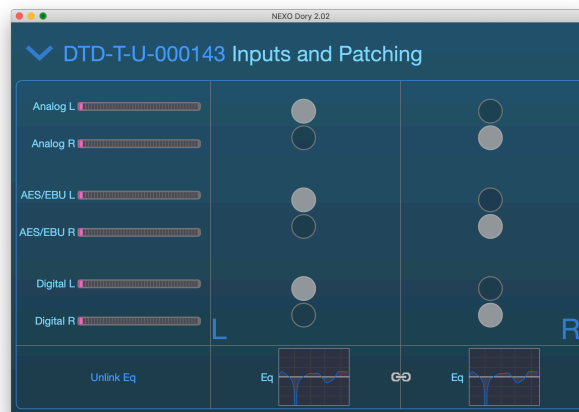 NEXO Dory 2.02
DTD-T-U-000143 Inputs and Patching
Analog L
Analog R
AES/EBU L
AES/EBU R
Digital L
Digital R
L
R
Unlink Eq
Eq
Eq